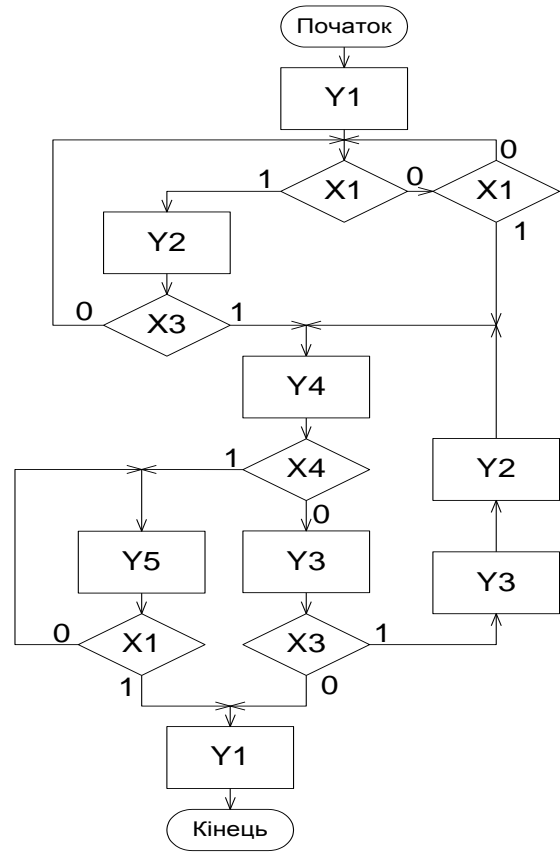 Початок
Y1
0
1 X1 0 X1
1
Y2
0 X3 1
Y4
1 X4
0
Y2
Y5 Y3
Y3
0 X1 X3 1
1 0
Y1
Кінець